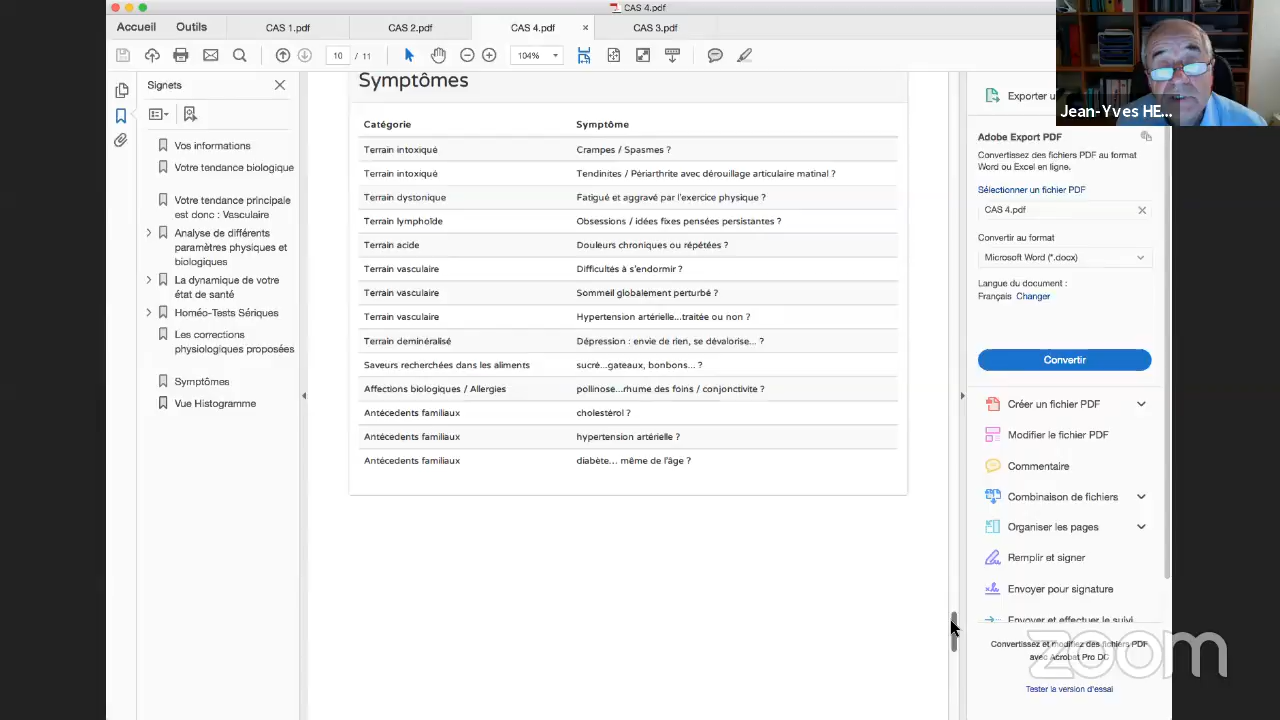 CAS 4.pdf
Accueil
Outils
CAS 1.pdf
CAS 2.pdf
CAS 4.pdf
CAS 3.pdf
10 / 11
104%
Signets
Vos informations
Votre tendance biologique
Votre tendance principale
est donc : Vasculaire
Analyse de différents
paramètres physiques et
biologiques
La dynamique de votre
état de santé
Homéo-Tests Sériques
Les corrections
physiologiques proposées
Symptômes
Vue Histogramme
Symptômes
Catégorie Symptôme
Terrain intoxiqué Crampes / Spasmes ?
Terrain intoxiqué Tendinites / Périarthrite avec dérouillage articulaire matinal ?
Terrain dystonique Fatigué et aggravé par l'exercice physique ?
Terrain lymphoïde Obsessions / idées fixes pensées persistantes ?
Terrain acide Douleurs chroniques ou répétées ?
Terrain vasculaire Difficultés à s'endormir ?
Terrain vasculaire Sommeil globalement perturbé ?
Terrain vasculaire Hypertension artérielle...traitée ou non ?
Terrain deminéralisé Dépression : envie de rien, se dévalorise... ?
Saveurs recherchées dans les aliments sucré...gateaux, bonbons... ?
Affections biologiques / Allergies pollinose...rhume des foins / conjonctivite ?
Antécedents familiaux cholestérol ?
Antécedents familiaux hypertension artérielle ?
Antécedents familiaux diabète... même de l'âge ?
Exporter u
Jean-Yves HE...
Adobe Export PDF
Convertissez des fichiers PDF au format
Word ou Excel en ligne.
Sélectionner un fichier PDF
CAS 4.pdf
Convertir au format
Microsoft Word (*.docx)
Langue du document :
Français Changer
Convertir
Créer un fichier PDF
Modifier le fichier PDF
Commentaire
Combinaison de fichiers
Organiser les pages
Remplir et signer
Envoyer pour signature
Envoyer et effectuer le suivi
Convertissez et modifiez des fichiers PDF
avec Acrobat Pro DC
Tester la version d'essai
zoom